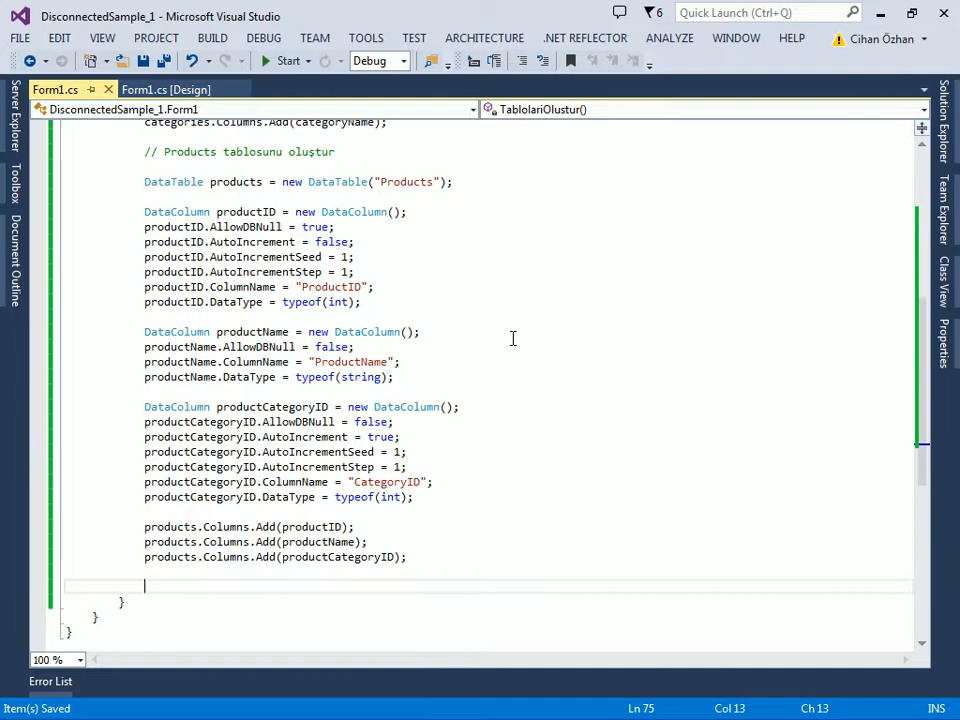 DisconnectedSample_1 - Microsoft Visual Studio
6
Quick Launch (Ctrl+Q)
FILE EDIT VIEW PROJECT BUILD DEBUG TEAM TOOLS TEST ARCHITECTURE .NET REFLECTOR ANALYZE WINDOW HELP Cihan Özhan
Start Debug
Form1.cs Form1.cs [Design]
DisconnectedSample_1.Form1 TablolariOlustur()
Server Explorer
Toolbox
Document Outline
categories.Columns.Add(categoryName);
// Products tablosunu oluştur
DataTable products = new DataTable("Products");
DataColumn productID = new DataColumn();
productID.AllowDBNull = true;
productID.AutoIncrement = false;
productID.AutoIncrementSeed = 1;
productID.AutoIncrementStep = 1;
productID.ColumnName = "ProductID";
productID.DataType = typeof(int);
DataColumn productName = new DataColumn();
productName.AllowDBNull = false;
productName.ColumnName = "ProductName";
productName.DataType = typeof(string);
DataColumn productCategoryID = new DataColumn();
productCategoryID.AllowDBNull = false;
productCategoryID.AutoIncrement = true;
productCategoryID.AutoIncrementSeed = 1;
productCategoryID.AutoIncrementStep = 1;
productCategoryID.ColumnName = "CategoryID";
productCategoryID.DataType = typeof(int);
products.Columns.Add(productID);
products.Columns.Add(productName);
products.Columns.Add(productCategoryID);
}
}
}
Solution Explorer
Team Explorer
Class View
Properties
100 %
Error List
Item(s) Saved Ln 75 Col 13 Ch 13 INS